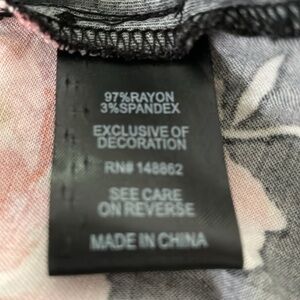 97%RAYON
3%SPANDEX
EXCLUSIVE OF
DECORATION
RN# 148862
SEE CARE
ON REVERSE
MADE IN CHINA